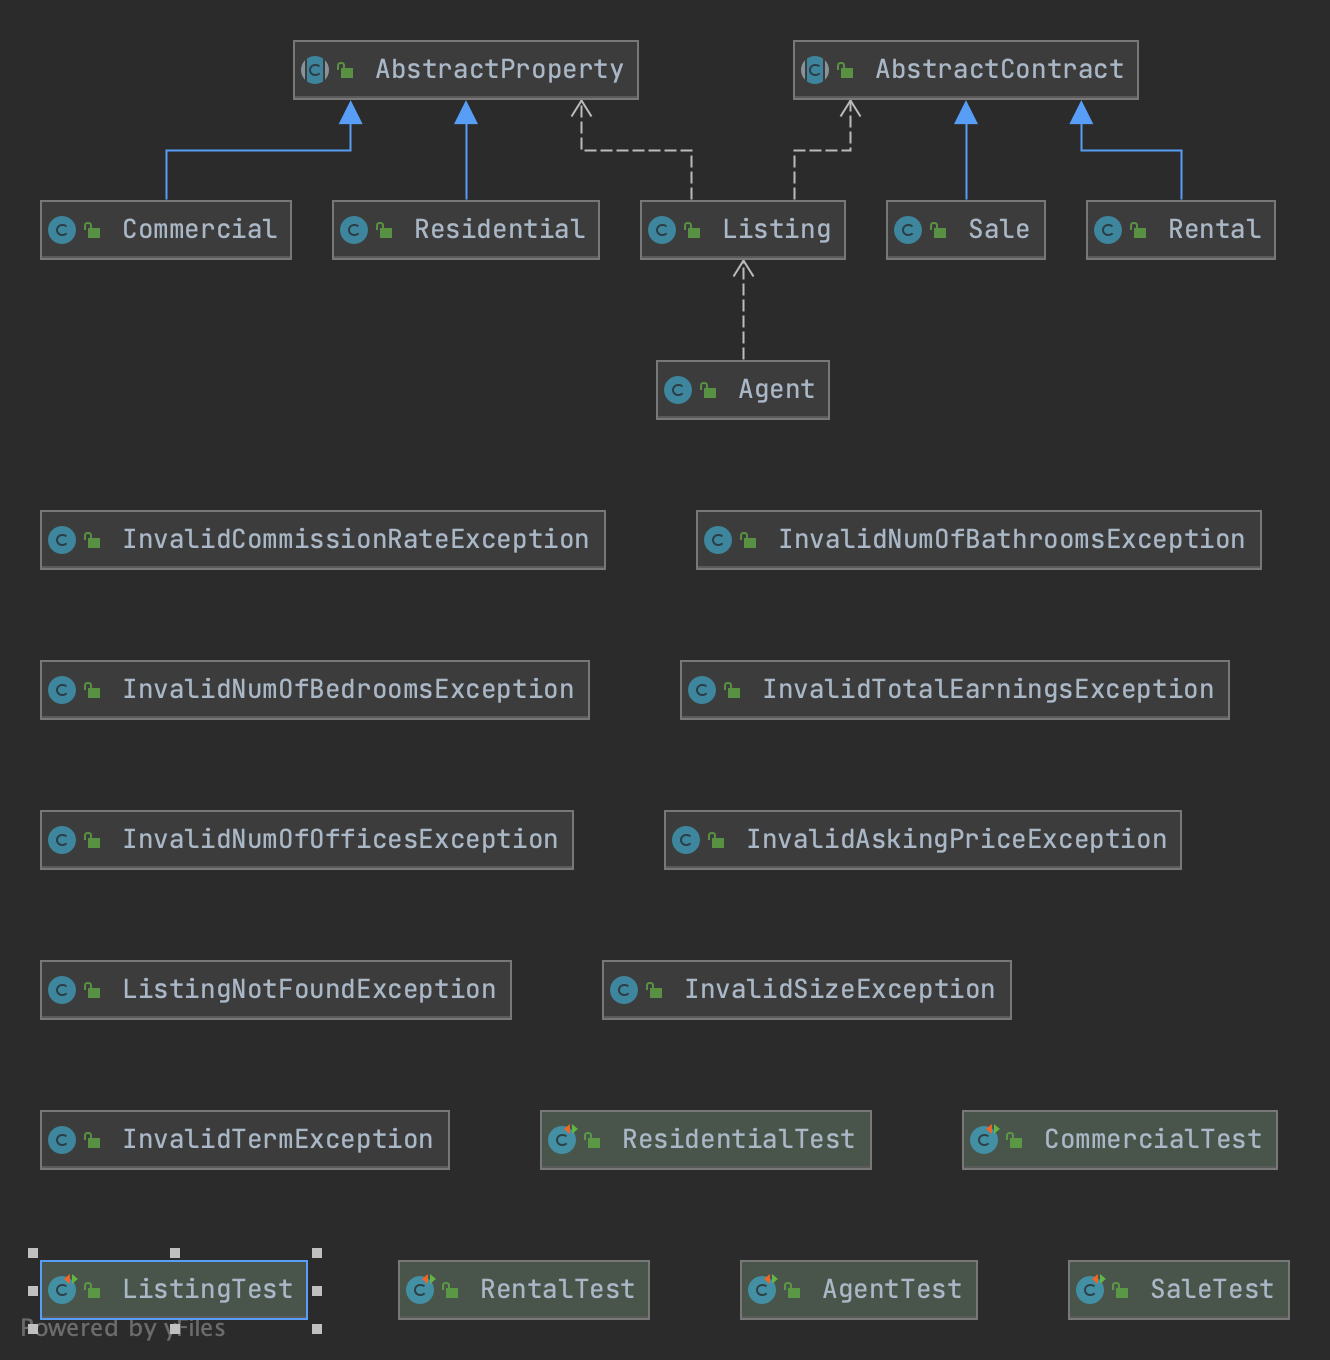 AbstractProperty
AbstractContract
Commercial
Residential
Listing
Sale
Rental
Agent
InvalidCommissionRateException
InvalidNumOfBathroomsException
InvalidNumOfBedroomsException
InvalidTotalEarningsException
InvalidNumOfOfficesException
InvalidAskingPriceException
ListingNotFoundException
InvalidSizeException
InvalidTermException
ResidentialTest
CommercialTest
ListingTest
RentalTest
AgentTest
SaleTest
Powered by yFiles